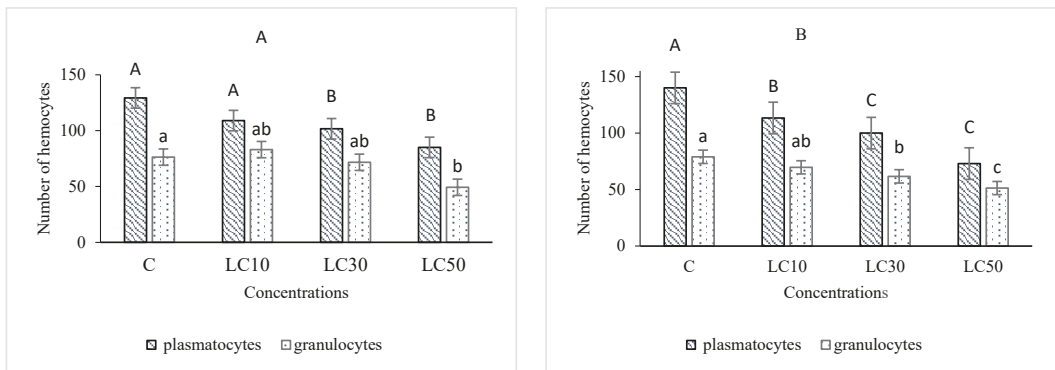 A
Number of hemocytes
150
100
50
0
A
a
A
ab
B
ab
B
b
C LC10 LC30 LC50
Concentrations
plasmatocytes granulocytes
B
Number of hemocytes
150
100
50
0
A
a
B
ab
C
b
C
c
C LC10 LC30 LC50
Concentrations
plasmatocytes granulocytes